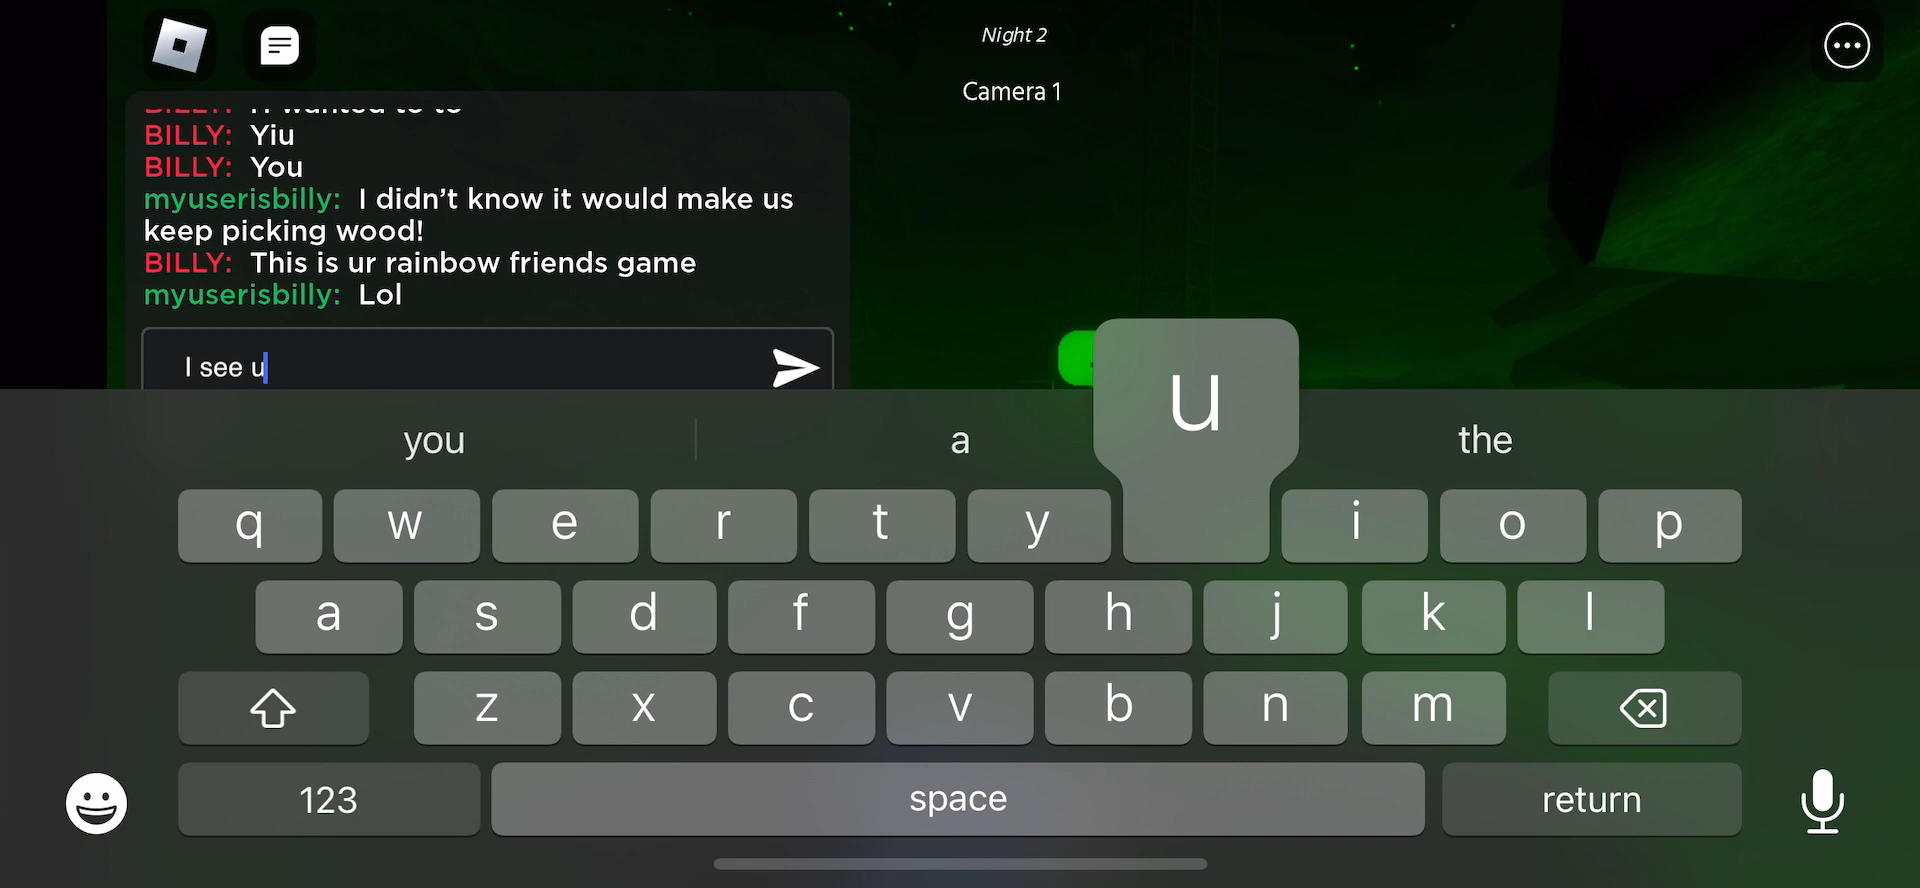 Night 2
Camera 1
BILLY: Yiu
BILLY: You
myuserisbilly: I didn’t know it would make us
keep picking wood!
BILLY: This is ur rainbow friends game
myuserisbilly: Lol
I see u
you a the
u
q w e r t y i o p
a s d f g h j k l
z x c v b n m
123 space return